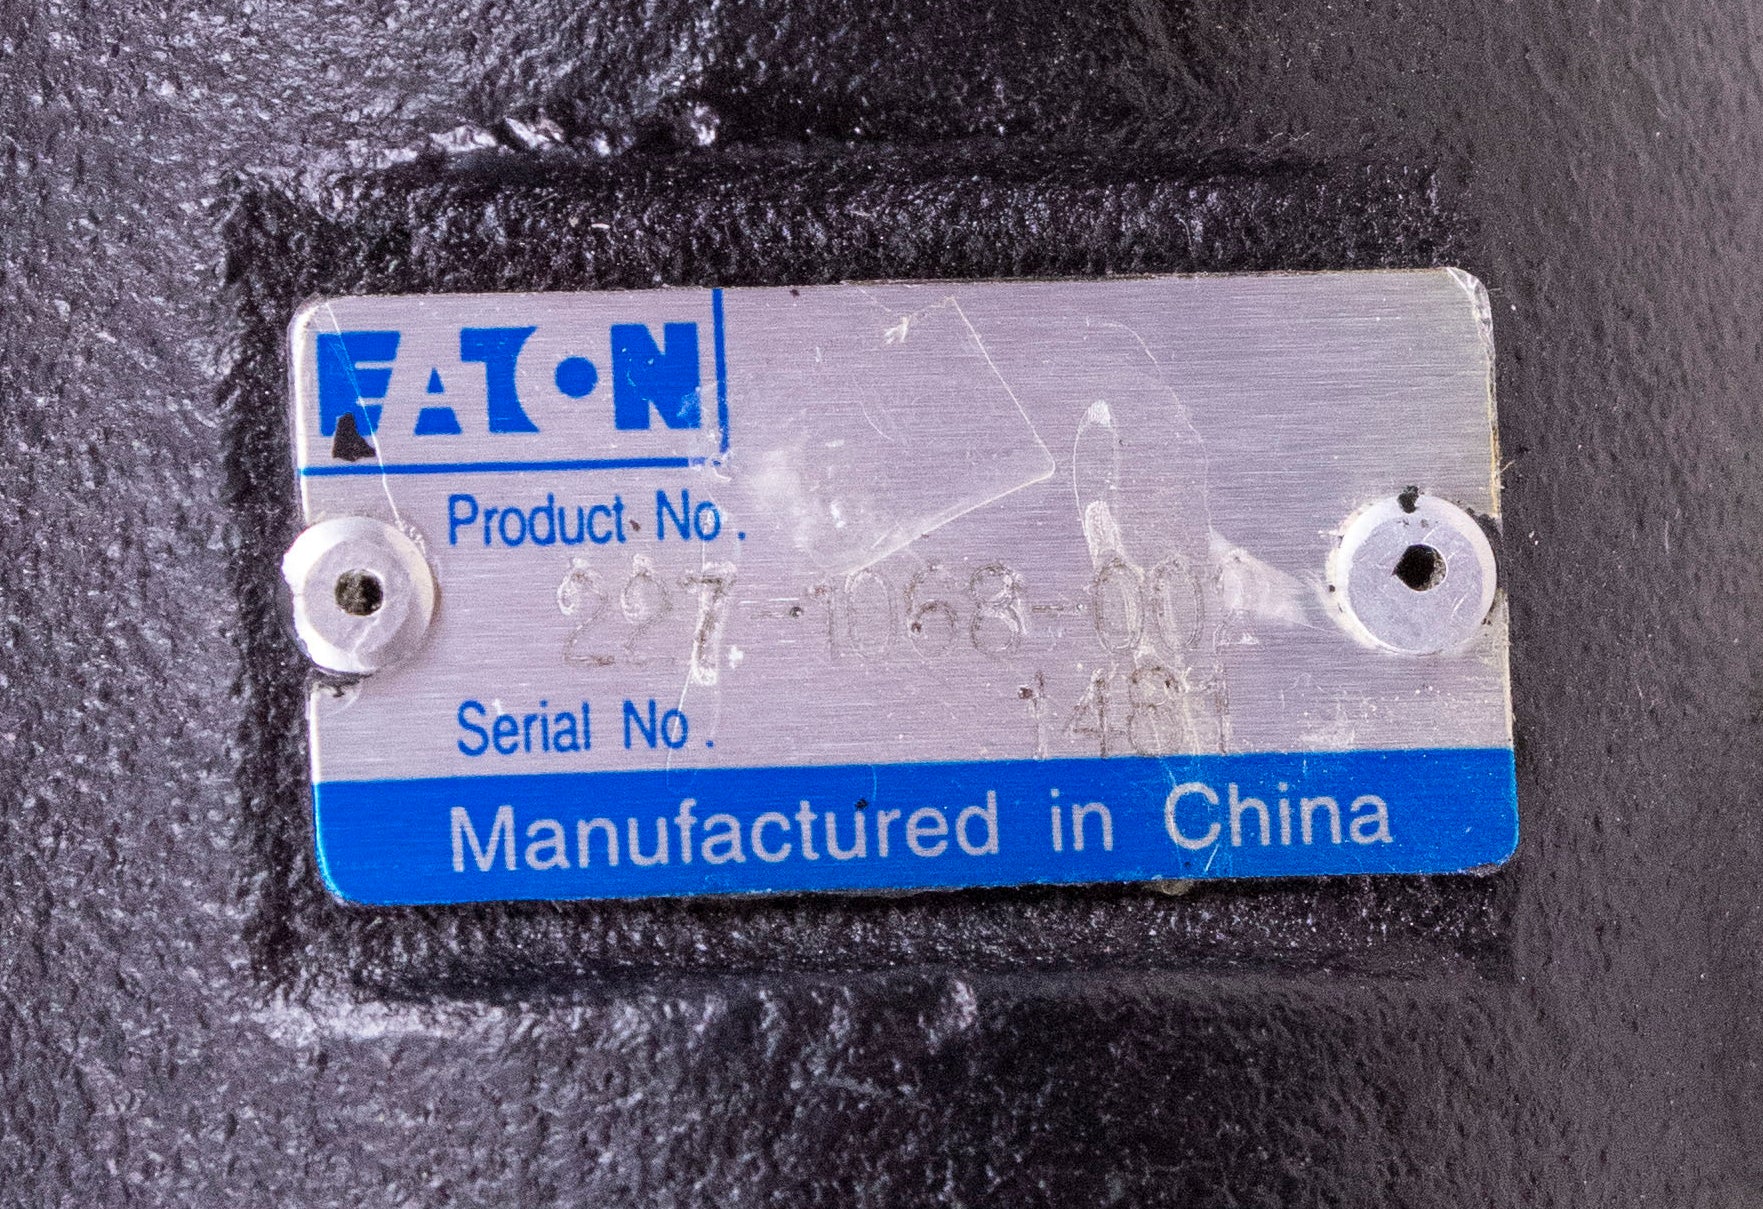 EATON
Product No.
227-1068-002
Serial No. 1481
Manufactured in China